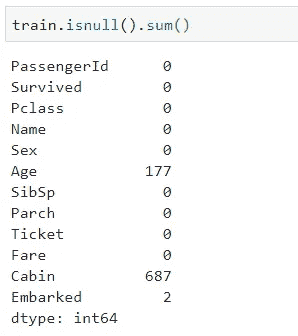 train.isnull().sum()
PassengerId 0
Survived 0
Pclass 0
Name 0
Sex 0
Age 177
SibSp 0
Parch 0
Ticket 0
Fare 0
Cabin 687
Embarked 2
dtype: int64